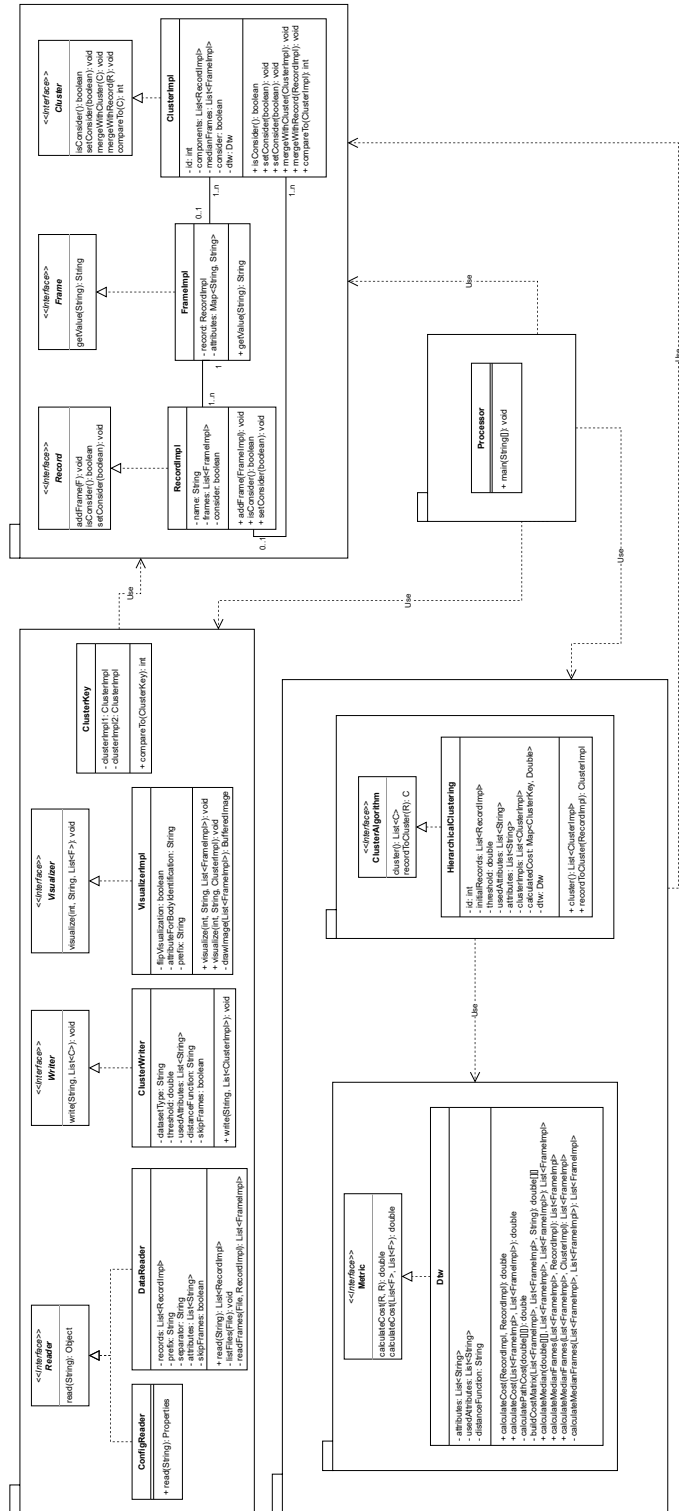 <<Interface>>
Reader
read(String): Object
ConfigReader
+ read(String): Properties
DataReader
- records: List<RecordImpl>
- prefix: String
- separator: String
- attributes: List<String>
- skipFrames: boolean
+ read(String): List<RecordImpl>
- listFiles(File): void
- readFrames(File, RecordImpl): List<FrameImpl>
<<Interface>>
Writer
write(String, List<C>): void
ClusterWriter
- datasetType: String
- threshold: double
- usedAttributes: List<String>
- distanceFunction: String
- skipFrames: boolean
+ write(String, List<ClusterImpl>): void
<<Interface>>
Visualizer
visualize(int, String, List<F>): void
VisualizerImpl
- flipVisualization: boolean
- attributeForBodyIdentification: String
- prefix: String
+ visualize(int, String, List<FrameImpl>): void
+ visualize(int, String, ClusterImpl): void
- drawImage(List<FrameImpl>): BufferedImage
ClusterKey
- clusterImpl1: ClusterImpl
- clusterImpl2: ClusterImpl
+ compareTo(ClusterKey): int
Use
<<Interface>>
Record
addFrame(F): void
isConsider(): boolean
setConsider(boolean): void
RecordImpl
- name: String
- frames: List<FrameImpl>
- consider: boolean
+ addFrame(FrameImpl): void
+ isConsider(): boolean
+ setConsider(boolean): void
0..1
1..n
1
<<Interface>>
Frame
getValue(String): String
FrameImpl
- record: RecordImpl
- attributes: Map<String, String>
+ getValue(String): String
0..1
1..n
1..n
<<Interface>>
Cluster
isConsider(): boolean
setConsider(boolean): void
mergeWithCluster(C): void
mergeWithRecord(R): void
compareTo(C): int
ClusterImpl
- id: int
- components: List<RecordImpl>
- medianFrames: List<FrameImpl>
- consider: boolean
- dtw: Dtw
+ isConsider(): boolean
+ setConsider(boolean): void
+ setConsider(boolean): void
+ mergeWithCluster(ClusterImpl): void
+ mergeWithRecord(RecordImpl): void
+ compareTo(ClusterImpl): int
Use
Use
Processor
+ main(String[]): void
Use
<<Interface>>
Metric
calculateCost(R, R): double
calculateCost(List<F>, List<F>): double
Dtw
- attributes: List<String>
- usedAttributes: List<String>
- distanceFunction: String
+ calculateCost(RecordImpl, RecordImpl): double
+ calculateCost(List<FrameImpl>, List<FrameImpl>): double
- calculatePathCost(double[][]): double
- buildCostMatrix(List<FrameImpl>, List<FrameImpl>, String): double[][]
+ calculateMedian(double[][], List<FrameImpl>, List<FrameImpl>): List<FrameImpl>
+ calculateMedianFrames(List<FrameImpl>, RecordImpl): List<FrameImpl>
+ calculateMedianFrames(List<FrameImpl>, ClusterImpl): List<FrameImpl>
- calculateMedianFrames(List<FrameImpl>, List<FrameImpl>): List<FrameImpl>
Use
<<Interface>>
ClusterAlgorithm
cluster(): List<C>
recordToCluster(R): C
HierarchicalClustering
- id: int
- initialRecords: List<RecordImpl>
- threshold: double
- usedAttributes: List<String>
- attributes: List<String>
- clusterImpls: List<ClusterImpl>
- calculatedCost: Map<ClusterKey, Double>
- dtw: Dtw
+ cluster(): List<ClusterImpl>
+ recordToCluster(RecordImpl): ClusterImpl
Use